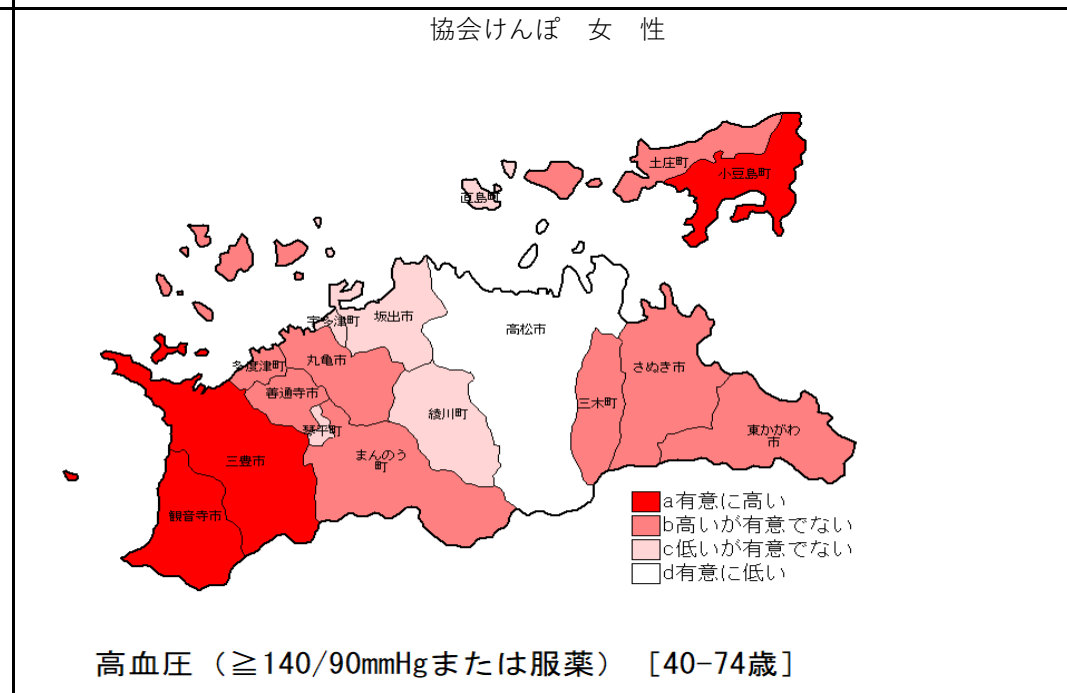 協会けんぽ 女 性
土庄町
小豆島町
直島町
宇多津町
坂出市
高松市
多度津町
丸亀市
さぬき市
善通寺市
三木町
綾川町
琴平町
東かがわ
市
まんのう
町
三豊市
観音寺市
a有意に高い
b高いが有意でない
c低いが有意でない
d有意に低い
高血圧（≧140/90mmHgまたは服薬） [40-74歳]